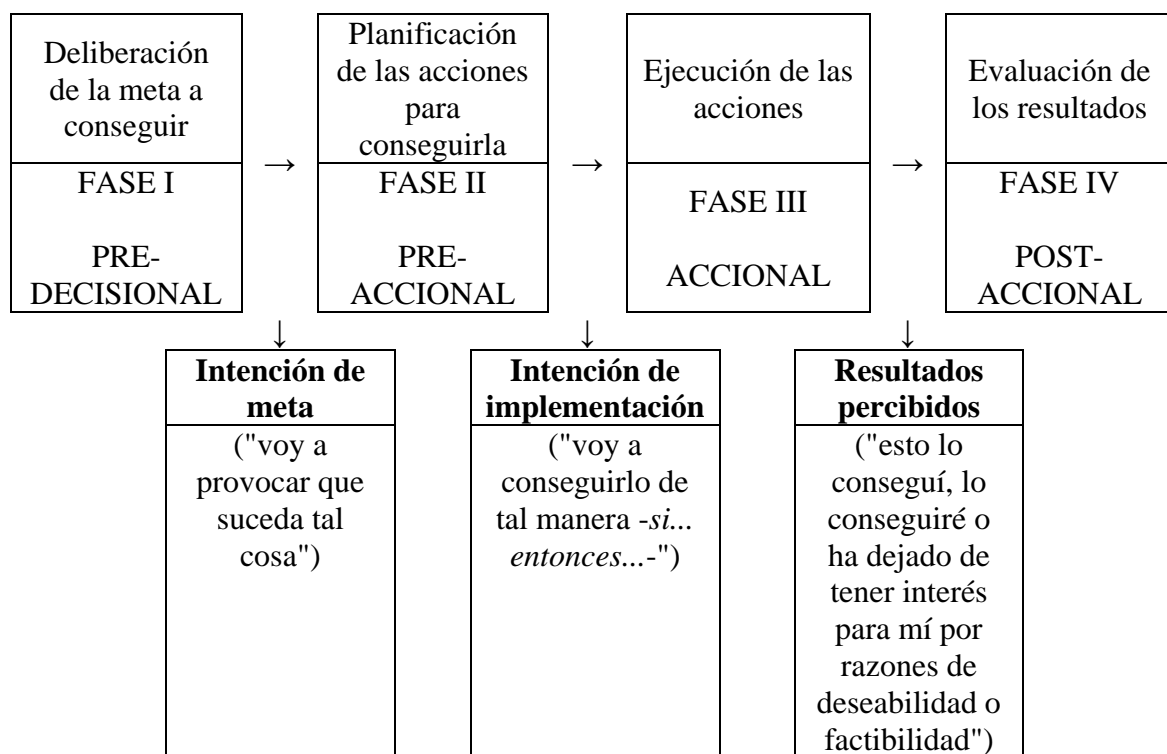 Deliberación
de la meta a
conseguir
FASE I
PRE-
DECISIONAL
→
Planificación
de las acciones
para
conseguirla
FASE II
PRE-
ACCIONAL
→
Ejecución de las
acciones
FASE III
ACCIONAL
→
Evaluación de
los resultados
FASE IV
POST-
ACCIONAL
↓
Intención de
meta
("voy a
provocar que
suceda tal
cosa")
↓
Intención de
implementación
("voy a
conseguirlo de
tal manera -si...
entonces...-")
↓
Resultados
percibidos
("esto lo
conseguí, lo
conseguiré o
ha dejado de
tener interés
para mí por
razones de
deseabilidad o
factibilidad")